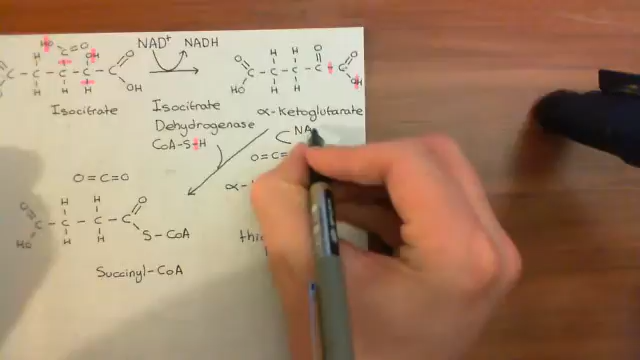 NAD⁺ NADH
Isocitrate
Isocitrate
Dehydrogenase
α-Ketoglutarate
CoA-S-H
NA
O=C=
α-
O=C=O
S-CoA
Succinyl-CoA
thi